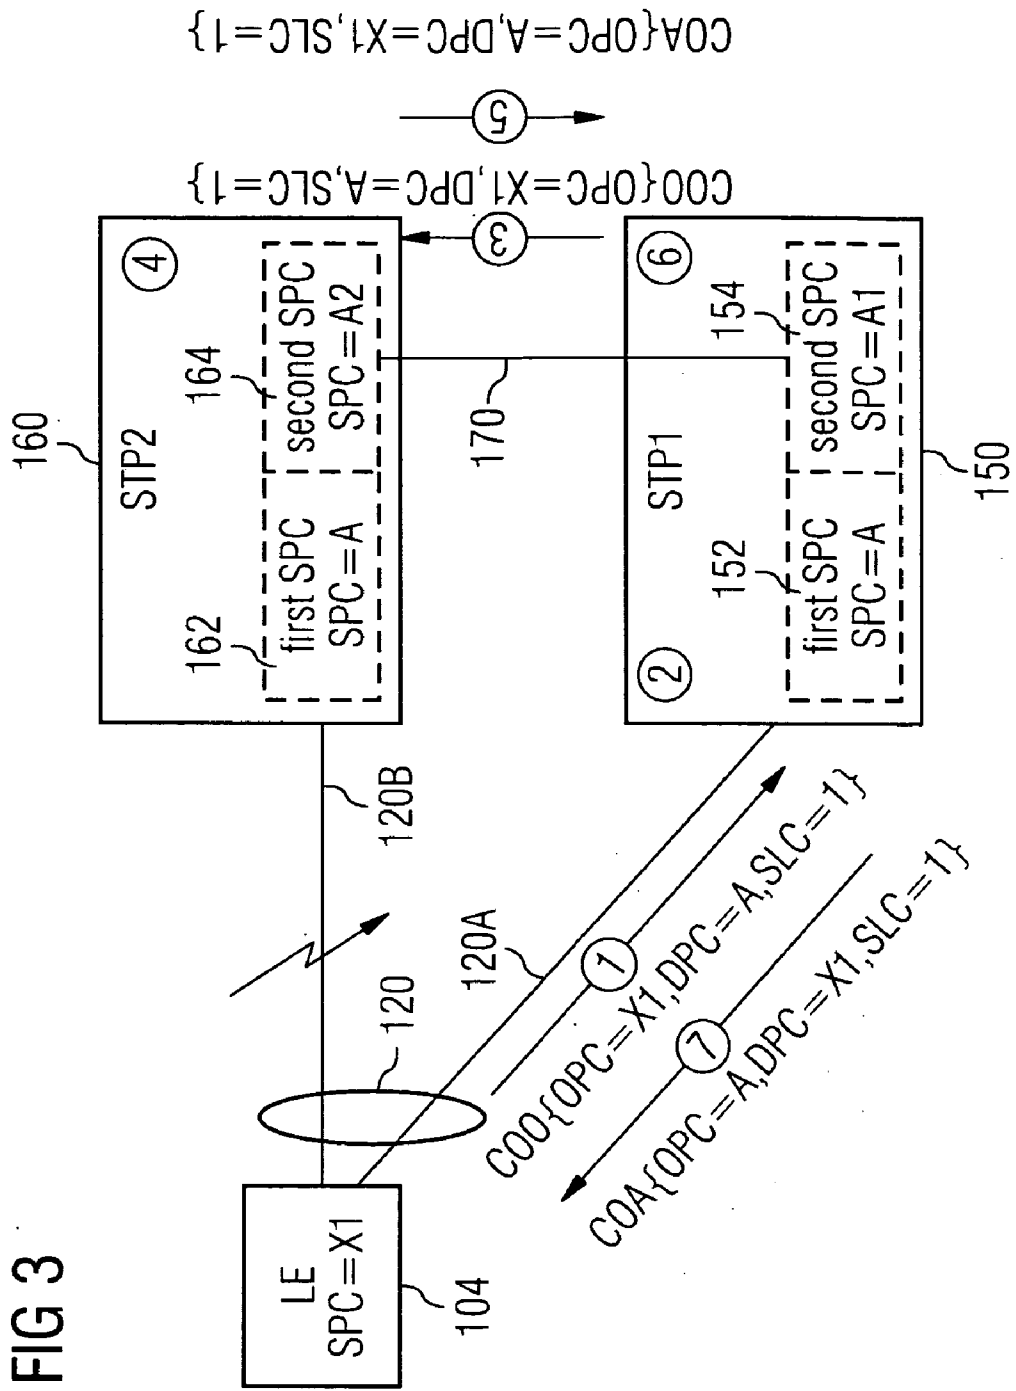 FIG 3
160
STP2
4
162
164
first SPC
SPC=A
second SPC
SPC=A2
COO{OPC=X1,DPC=A,SLC=1}
3
COA{OPC=A,DPC=X1,SLC=1}
5
120B
170
120
LE
SPC=X1
104
120A
1
COO{OPC=X1,DPC=A,SLC=1}
7
COA{OPC=A,DPC=X1,SLC=1}
2
STP1
6
152
154
first SPC
SPC=A
second SPC
SPC=A1
150